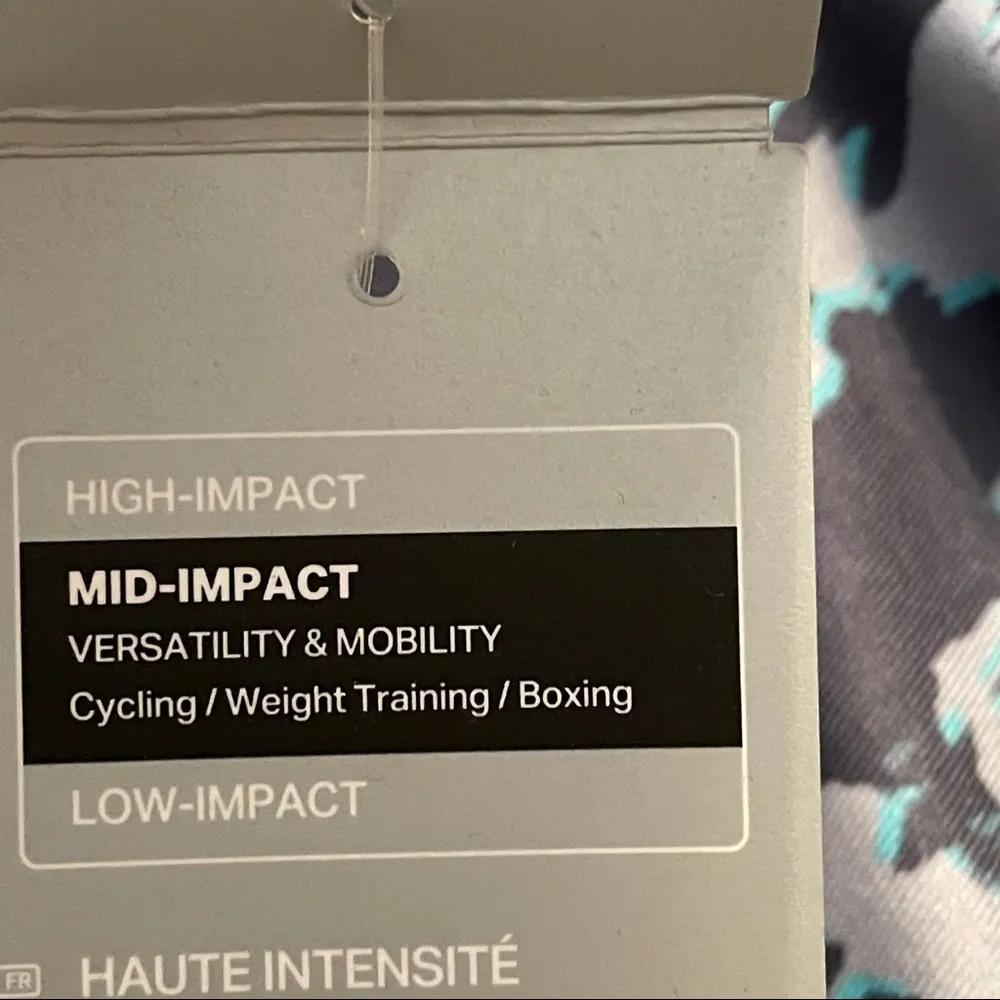 HIGH-IMPACT
MID-IMPACT
VERSATILITY & MOBILITY
Cycling / Weight Training / Boxing
LOW-IMPACT
FR HAUTE INTENSITÉ